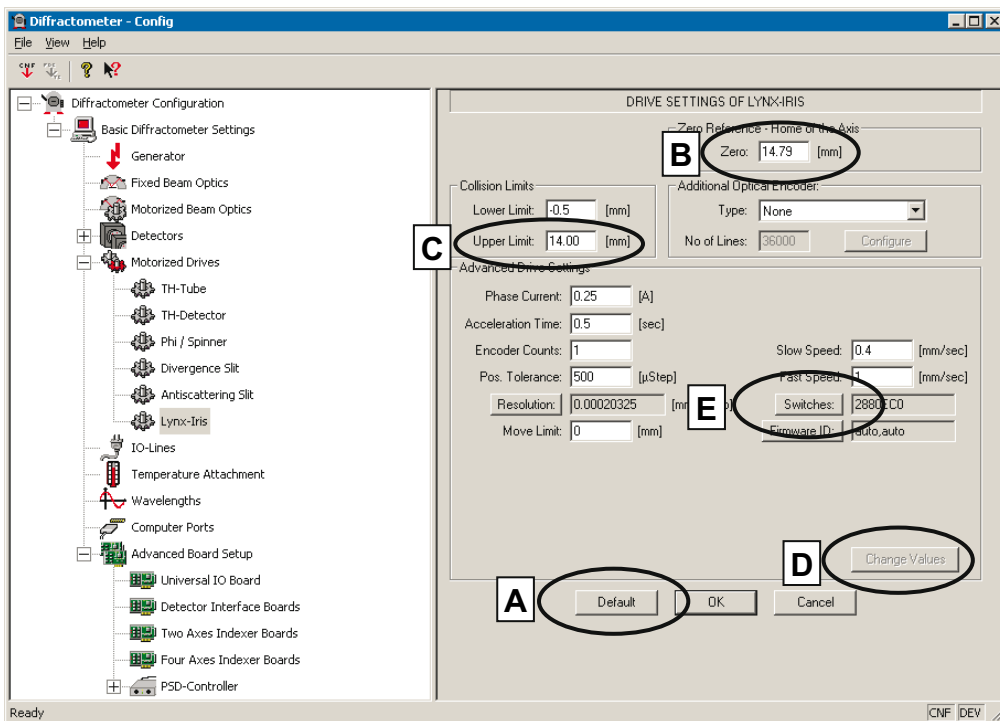 Diffractometer - Config
File View Help
CNF
Diffractometer Configuration
Basic Diffractometer Settings
Generator
Fixed Beam Optics
Motorized Beam Optics
Detectors
Motorized Drives
TH-Tube
TH-Detector
Phi / Spinner
Divergence Slit
Antiscattering Slit
Lynx-Iris
IO-Lines
Temperature Attachment
Wavelengths
Computer Ports
Advanced Board Setup
Universal IO Board
Detector Interface Boards
Two Axes Indexer Boards
Four Axes Indexer Boards
PSD-Controller
DRIVE SETTINGS OF LYNX-IRIS
Zero Reference - Home of the Axis
B
Zero: 14.79 [mm]
Collision Limits
Lower Limit: -0.5 [mm]
C
Upper Limit: 14.00 [mm]
Additional Optical Encoder:
Type: None
No of Lines: 36000 Configure
Advanced Drive Settings
Phase Current: 0.25 [A]
Acceleration Time: 0.5 [sec]
Encoder Counts: 1
Slow Speed: 0.4 [mm/sec]
Pos. Tolerance: 500 [µStep]
Fast Speed: 1 [mm/sec]
Resolution: 0.00020325
E
Switches: 2880EC0
Move Limit: 0 [mm]
Firmware ID: auto,auto
D
Change Values
A
Default OK Cancel
Ready CNF DEV